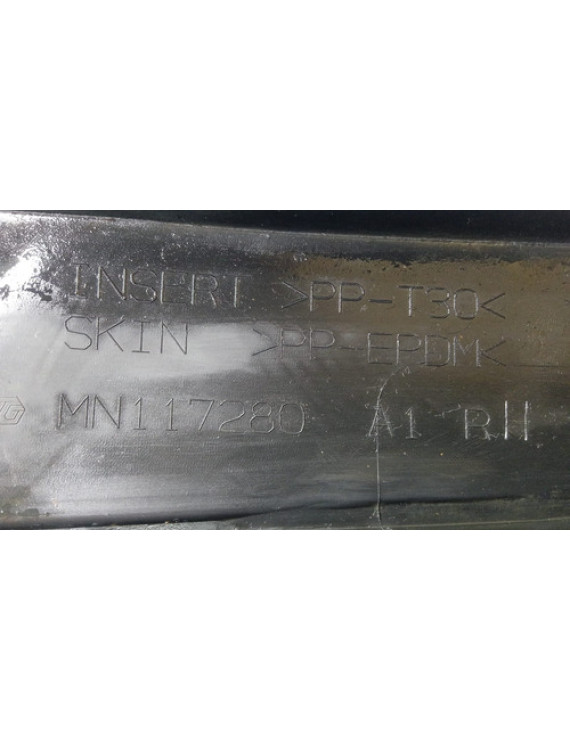 INSERT >PP-T30<
SKIN >PP-EPDM<
MN117280 A1 RH